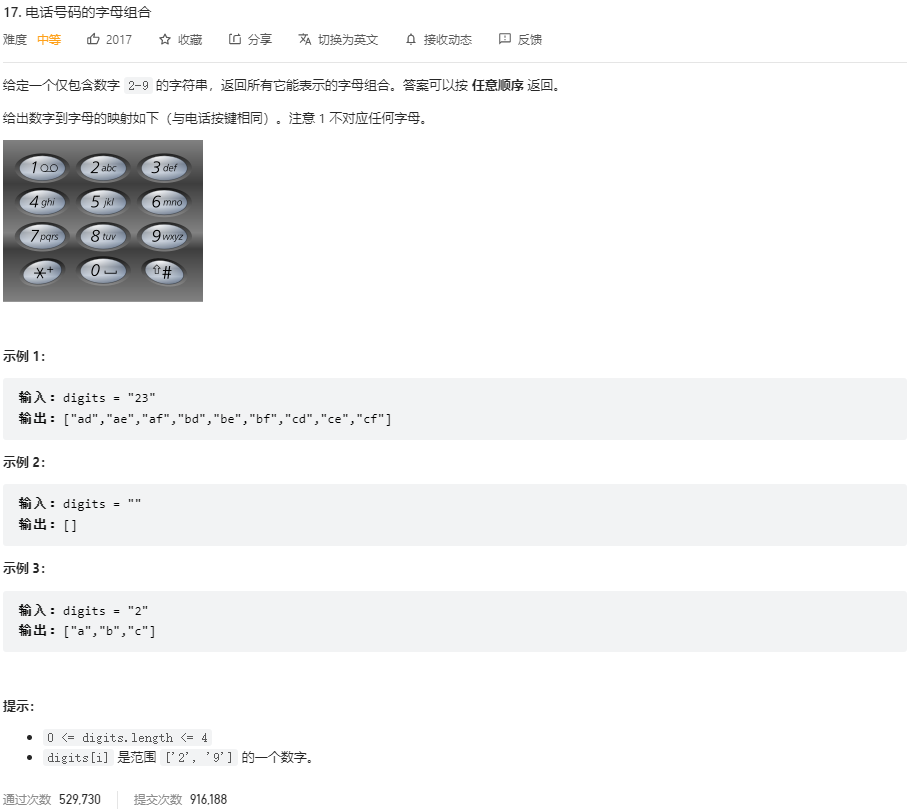 17. 电话号码的字母组合
难度 中等 2017 收藏 分享 切换为英文 接收动态 反馈
给定一个仅包含数字 2-9 的字符串，返回所有它能表示的字母组合。答案可以按 任意顺序 返回。
给出数字到字母的映射如下（与电话按键相同）。注意 1 不对应任何字母。
1 2 abc 3 def
4 ghi 5 jkl 6 mno
7 pqrs 8 tuv 9 wxyz
*+ 0 #
示例 1：
输入：digits = "23"
输出：["ad","ae","af","bd","be","bf","cd","ce","cf"]
示例 2：
输入：digits = ""
输出：[]
示例 3：
输入：digits = "2"
输出：["a","b","c"]
提示：
0 <= digits.length <= 4
digits[i] 是范围 ['2', '9'] 的一个数字。
通过次数 529,730 提交次数 916,188